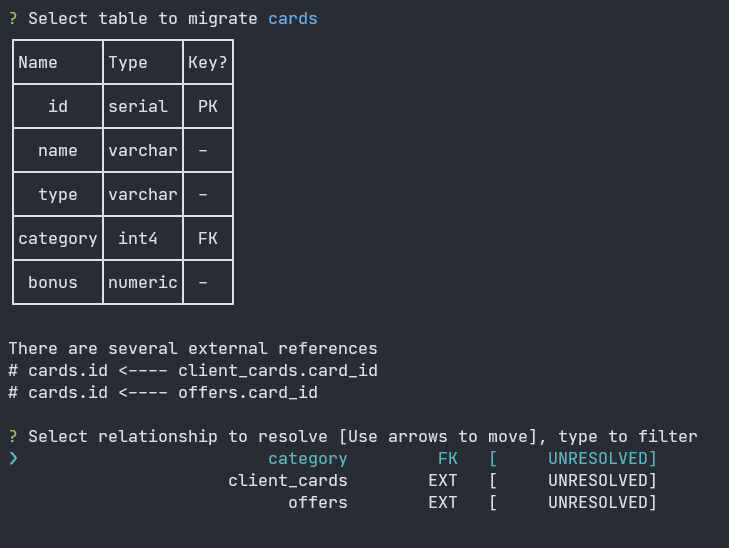 ? Select table to migrate cards
Name Type Key?
id serial PK
name varchar -
type varchar -
category int4 FK
bonus numeric -
There are several external references
# cards.id <---- client_cards.card_id
# cards.id <---- offers.card_id
? Select relationship to resolve [Use arrows to move], type to filter
❯ category FK [ UNRESOLVED]
client_cards EXT [ UNRESOLVED]
offers EXT [ UNRESOLVED]